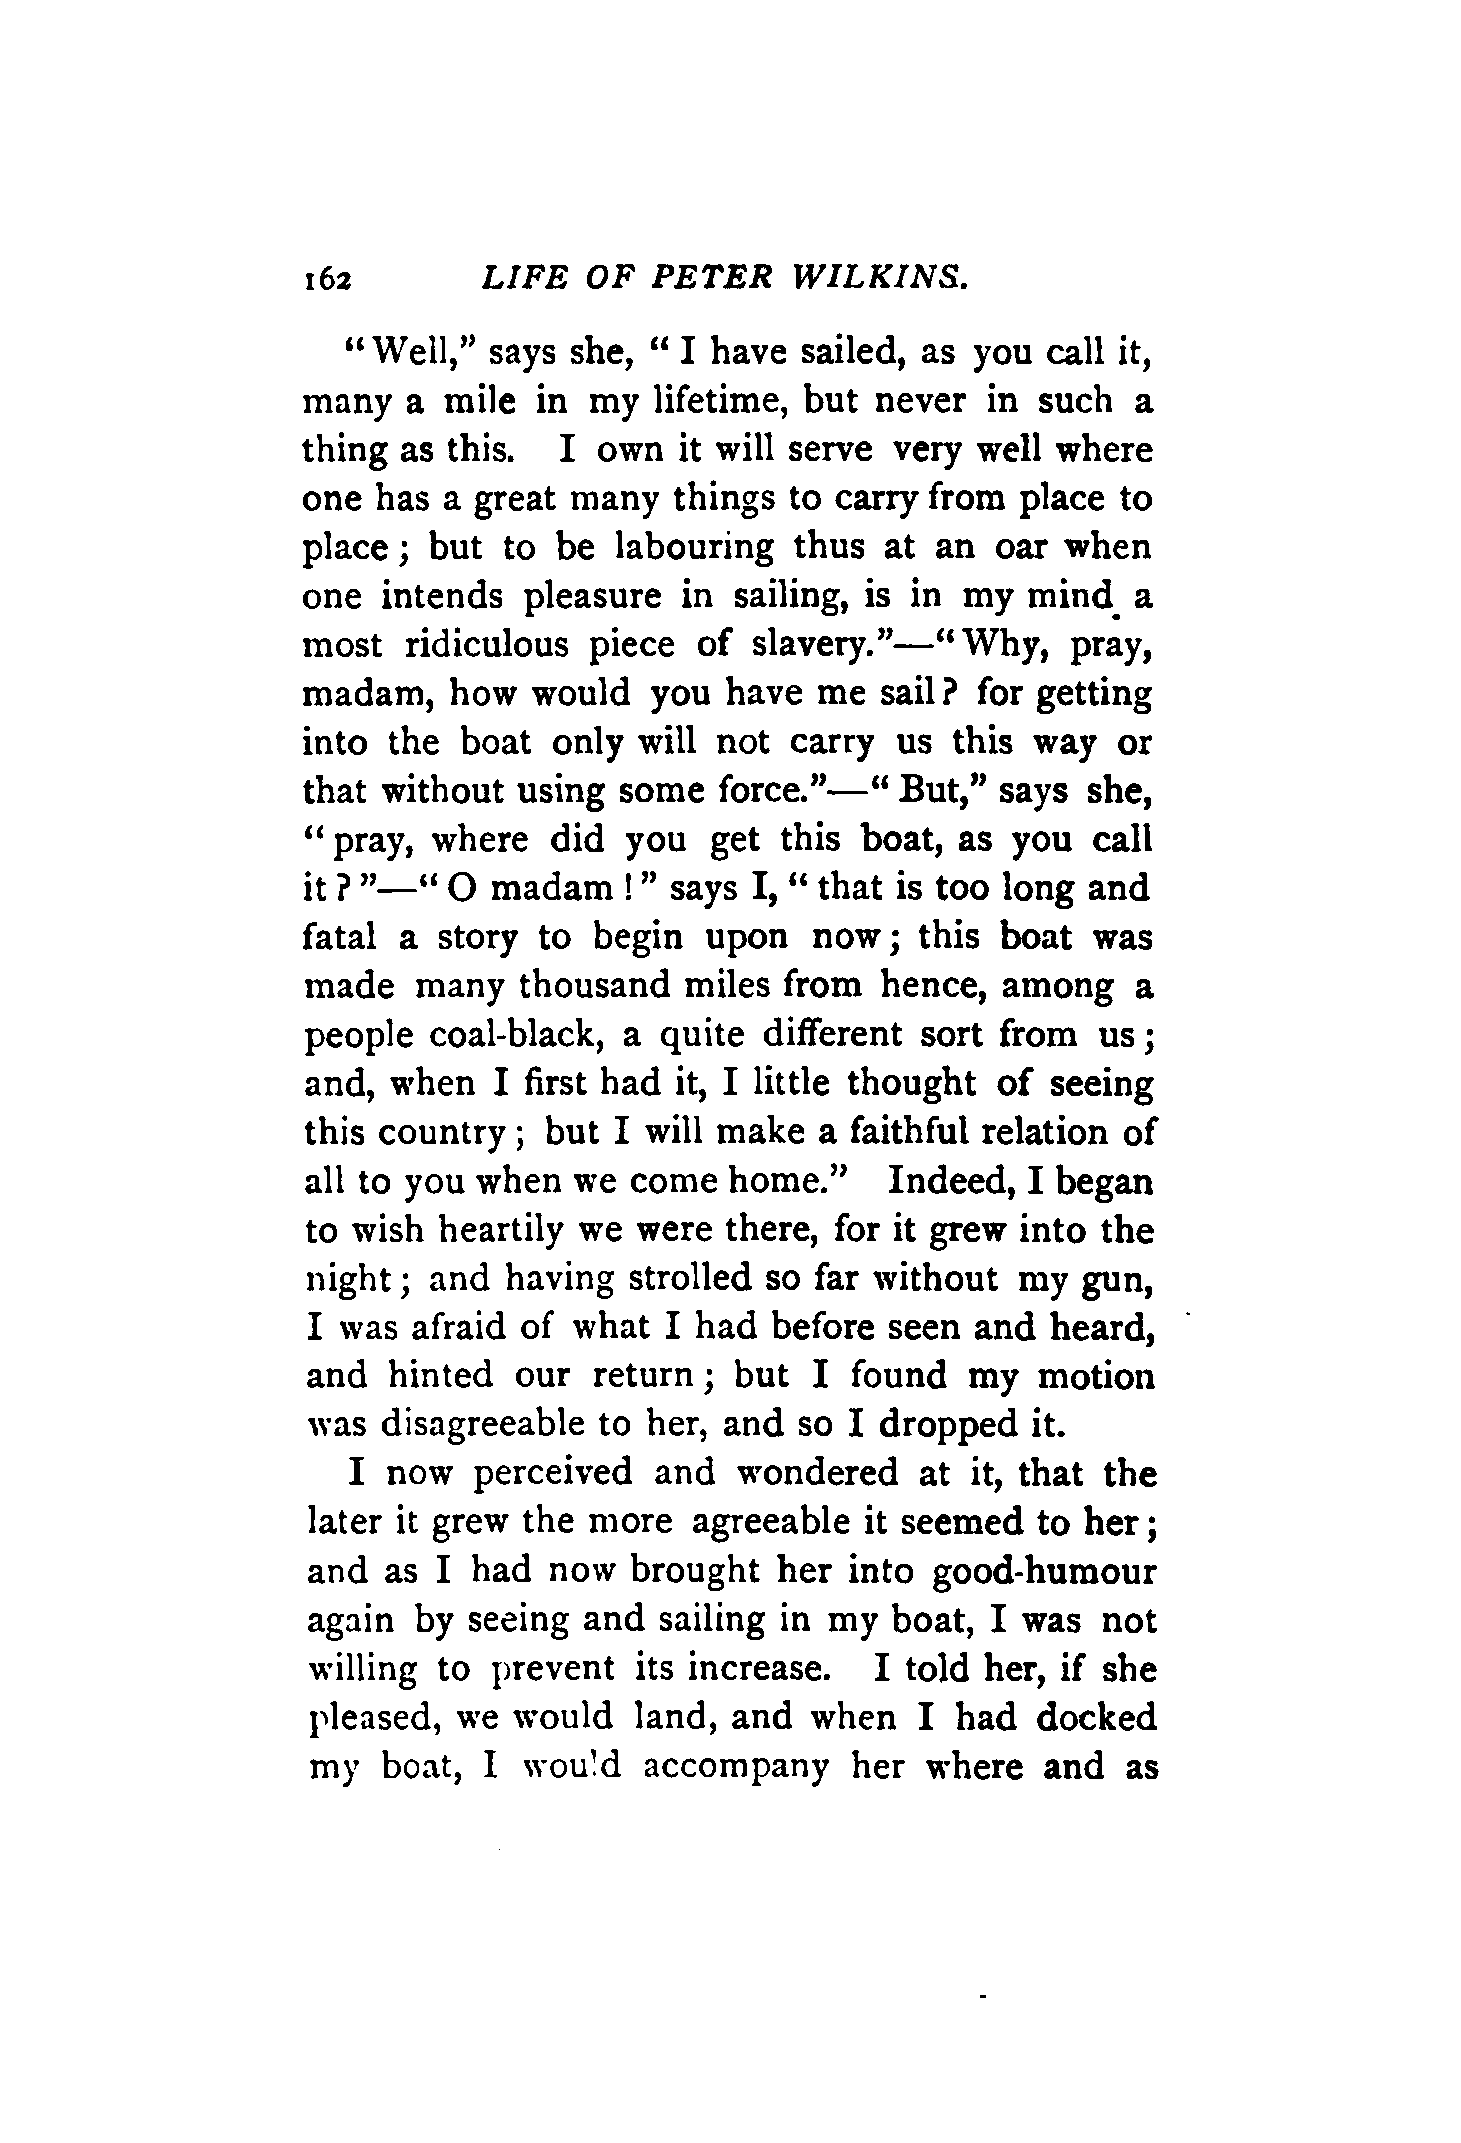 162 LIFE OF PETER WILKINS.
“Well,” says she, “I have sailed, as you call it,
many a mile in my lifetime, but never in such a
thing as this. I own it will serve very well where
one has a great many things to carry from place to
place; but to be labouring thus at an oar when
one intends pleasure in sailing, is in my mind a
most ridiculous piece of slavery.”—“Why, pray,
madam, how would you have me sail? for getting
into the boat only will not carry us this way or
that without using some force.”—“But,” says she,
“pray, where did you get this boat, as you call
it?”—“O madam!” says I, “that is too long and
fatal a story to begin upon now; this boat was
made many thousand miles from hence, among a
people coal-black, a quite different sort from us;
and, when I first had it, I little thought of seeing
this country; but I will make a faithful relation of
all to you when we come home.” Indeed, I began
to wish heartily we were there, for it grew into the
night; and having strolled so far without my gun,
I was afraid of what I had before seen and heard,
and hinted our return; but I found my motion
was disagreeable to her, and so I dropped it.
I now perceived and wondered at it, that the
later it grew the more agreeable it seemed to her;
and as I had now brought her into good-humour
again by seeing and sailing in my boat, I was not
willing to prevent its increase. I told her, if she
pleased, we would land, and when I had docked
my boat, I would accompany her where and as